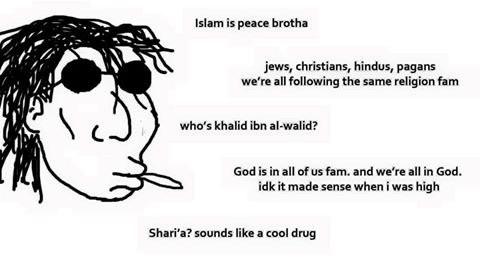 Islam is peace brotha
jews, christians, hindus, pagans
we're all following the same religion fam
who's khalid ibn al-walid?
God is in all of us fam. and we're all in God.
idk it made sense when i was high
Shari'a? sounds like a cool drug